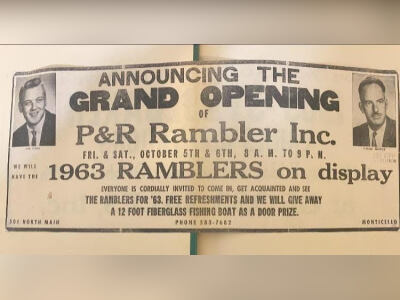 ANNOUNCING THE
GRAND OPENING
OF
P&R Rambler Inc.
FRI. & SAT., OCTOBER 5TH & 6TH, 8 A.M. TO 9 P.M.
WE WILL
HAVE THE
1963 RAMBLERS on display
EVERYONE IS CORDIALLY INVITED TO COME IN, GET ACQUAINTED AND SEE
THE RAMBLERS FOR '63. FREE REFRESHMENTS AND WE WILL GIVE AWAY
A 12 FOOT FIBERGLASS FISHING BOAT AS A DOOR PRIZE.
501 NORTH MAIN
PHONE 583-7682
MONTICELLO